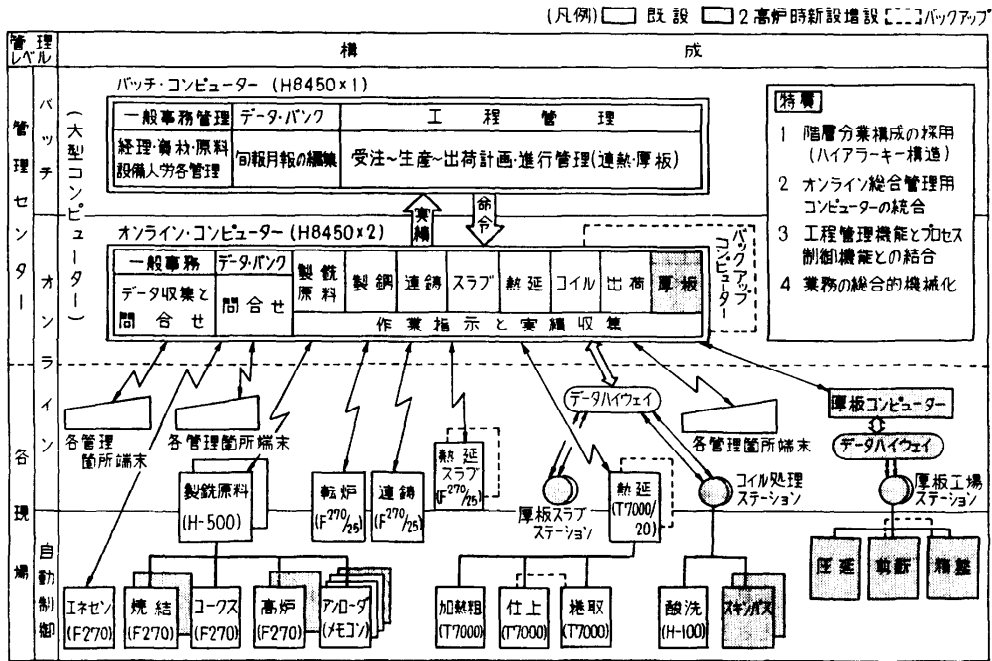 (凡例) 既設 2高炉時新設増設 バックアップ
管理レベル
構成
管理センター
バッチ
オンライン
各現場
自動制御
(大型コンピューター)
バッチ・コンピューター (H8450×1)
一般事務管理
データ・バンク
工程管理
経理・資材・原料
設備人労各管理
旬報月報の編集
受注~生産~出荷計画・進行管理(連熱・厚板)
実績
命令
オンライン・コンピューター (H8450×2)
バックアップ
コンピューター
一般事務
データ・バンク
データ収集と
問合せ
問合せ
製銑
原料
製鋼
連鋳
スラブ
熱延
コイル
出荷
厚板
作業指示と実績収集
特質
1 階層分業構成の採用
(ハイアラーキー構造)
2 オンライン総合管理用
コンピューターの統合
3 工程管理機能とプロセス
制御機能との結合
4 業務の総合的機械化
各管理
箇所端末
各管理箇所端末
データハイウェイ
各管理箇所端末
厚板コンピューター
データハイウェイ
製銑原料
(H-500)
転炉
(F270/25)
連鋳
(F270/25)
熱延
スラブ
(F270/25)
厚板スラブ
ステーション
熱延
(T7000/20)
コイル処理
ステーション
厚板工場
ステーション
エネセン
(F270)
焼結
(F270)
コークス
(F270)
高炉
(F270)
アンローダ
(メモコン)
加熱粗
(T7000)
仕上
(T7000)
捲取
(T7000)
酸洗
(H-100)
スキンパス
圧延
剪断
精整